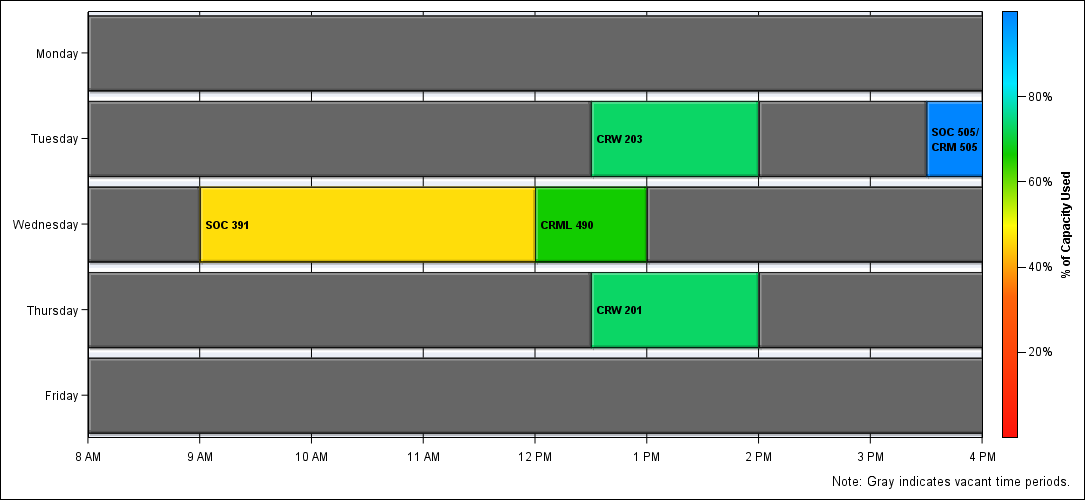 Monday
Tuesday
CRW 203
SOC 505/
CRM 505
Wednesday
SOC 391
CRML 490
Thursday
CRW 201
Friday
8 AM 9 AM 10 AM 11 AM 12 PM 1 PM 2 PM 3 PM 4 PM
80%
60%
40%
20%
% of Capacity Used
Note: Gray indicates vacant time periods.